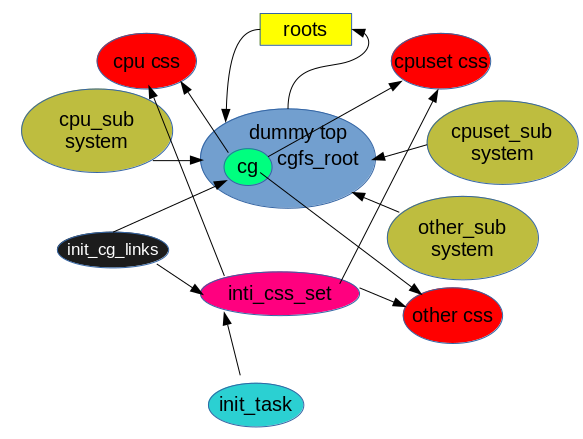 roots
cpu css
cpuset css
cpu_sub
system
dummy top
cgfs_root
cg
cpuset_sub
system
other_sub
system
init_cg_links
inti_css_set
other css
init_task